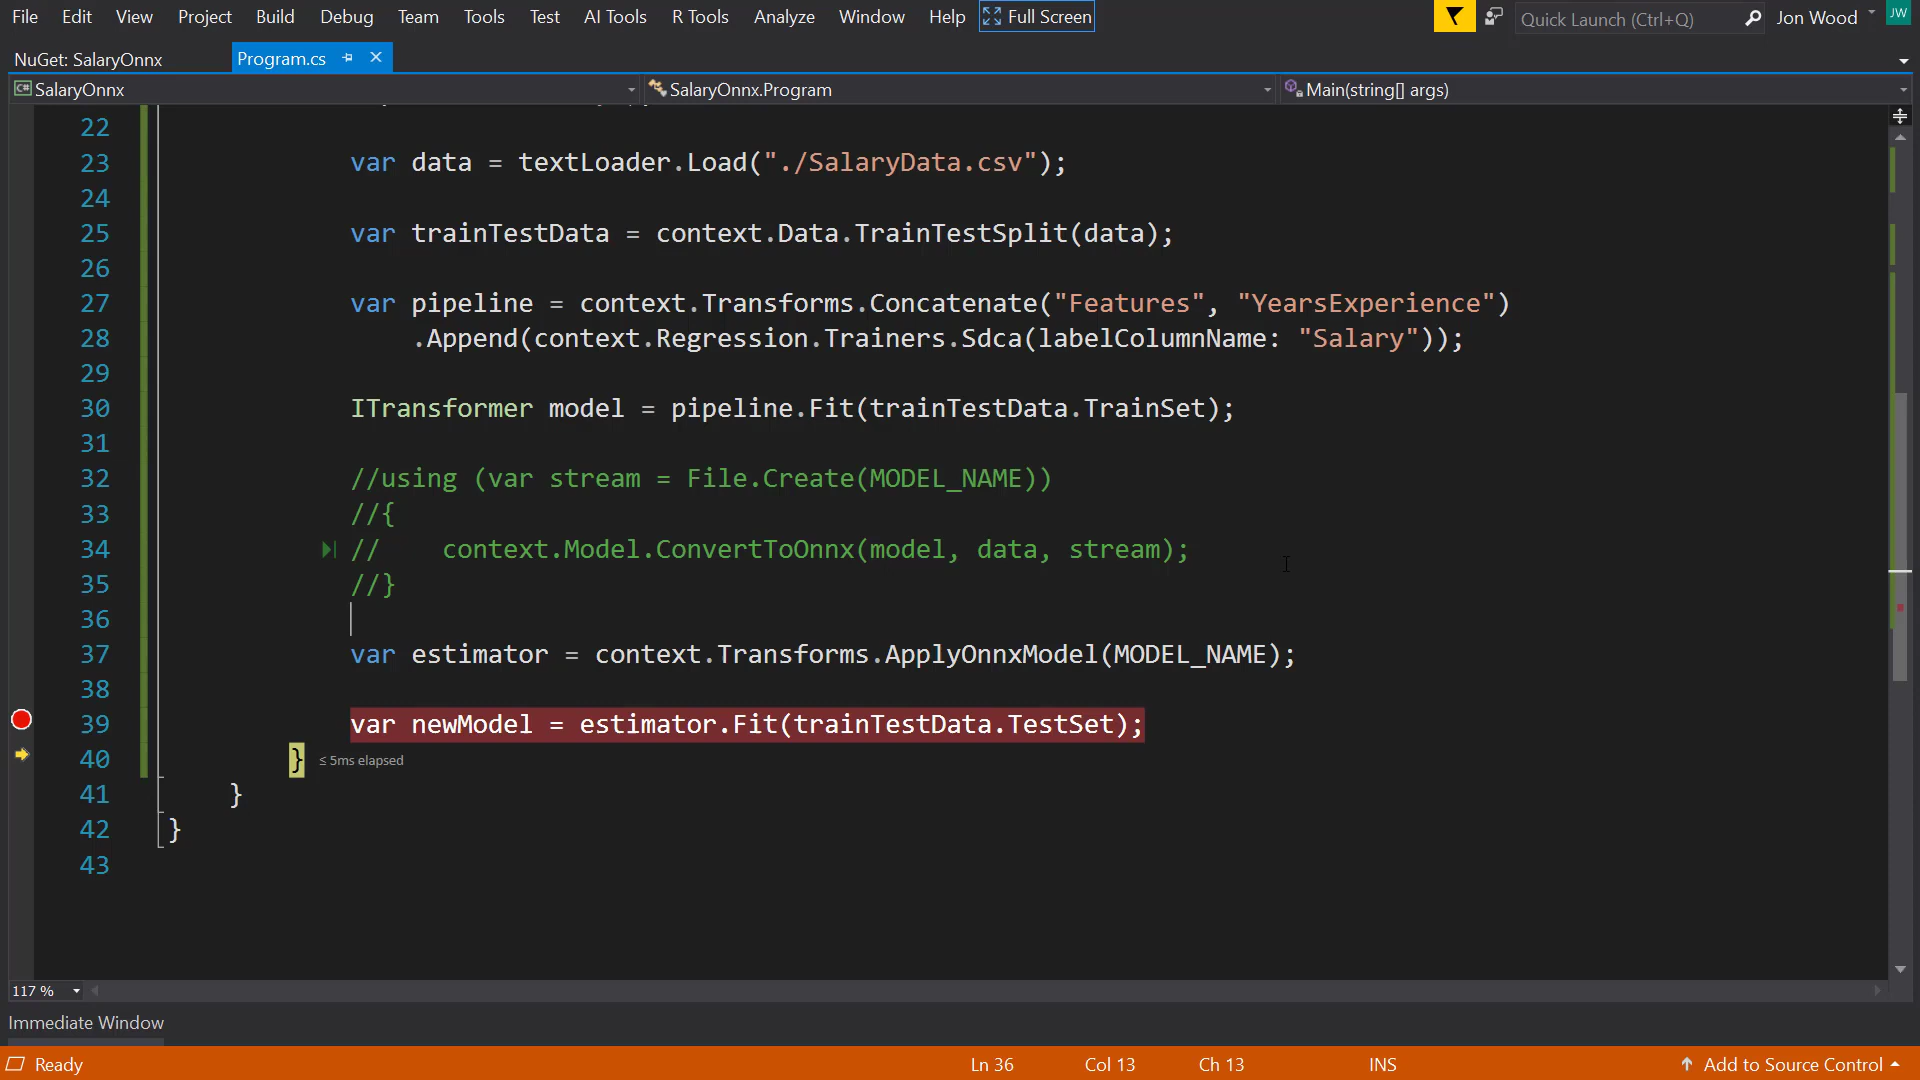 File Edit View Project Build Debug Team Tools Test AI Tools R Tools Analyze Window Help Full Screen Quick Launch (Ctrl+Q) Jon Wood JW
NuGet: SalaryOnnx Program.cs
C# SalaryOnnx SalaryOnnx.Program Main(string[] args)
22
23 var data = textLoader.Load("./SalaryData.csv");
24
25 var trainTestData = context.Data.TrainTestSplit(data);
26
27 var pipeline = context.Transforms.Concatenate("Features", "YearsExperience")
28 .Append(context.Regression.Trainers.Sdca(labelColumnName: "Salary"));
29
30 ITransformer model = pipeline.Fit(trainTestData.TrainSet);
31
32 //using (var stream = File.Create(MODEL_NAME))
33 //{
34 //    context.Model.ConvertToOnnx(model, data, stream);
35 //}
36
37 var estimator = context.Transforms.ApplyOnnxModel(MODEL_NAME);
38
39 var newModel = estimator.Fit(trainTestData.TestSet);
40 } ≤ 5ms elapsed
41 }
42 }
43
117 %
Immediate Window
Ready Ln 36 Col 13 Ch 13 INS Add to Source Control